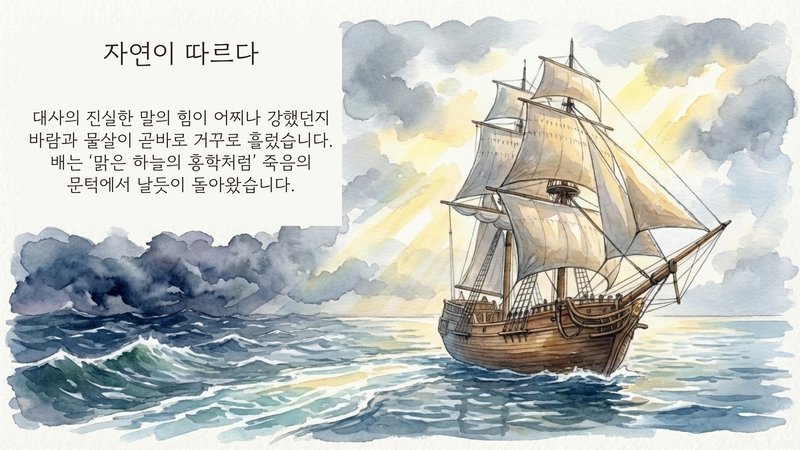 자연이 따르다
대사의 진실한 말의 힘이 어찌나 강했던지
바람과 물살이 곧바로 거꾸로 흘렀습니다.
배는 ‘맑은 하늘의 홍학처럼’ 죽음의
문턱에서 날듯이 돌아왔습니다.